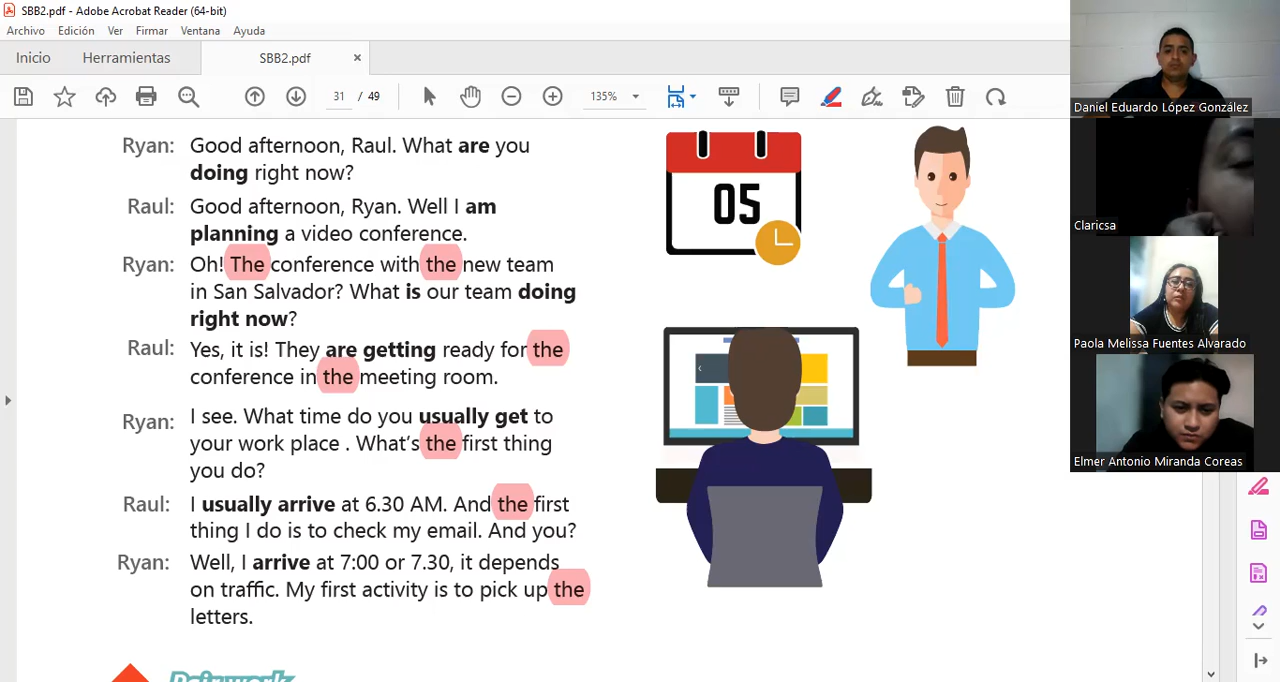 SBB2.pdf - Adobe Acrobat Reader (64-bit)
Archivo Edición Ver Firmar Ventana Ayuda
Inicio Herramientas SBB2.pdf ×
31 / 49 135%
Ryan: Good afternoon, Raul. What are you
doing right now?
Raul: Good afternoon, Ryan. Well I am
planning a video conference.
Ryan: Oh! The conference with the new team
in San Salvador? What is our team doing
right now?
Raul: Yes, it is! They are getting ready for the
conference in the meeting room.
Ryan: I see. What time do you usually get to
your work place . What's the first thing
you do?
Raul: I usually arrive at 6.30 AM. And the first
thing I do is to check my email. And you?
Ryan: Well, I arrive at 7:00 or 7.30, it depends
on traffic. My first activity is to pick up the
letters.
Pair work
05
Daniel Eduardo López González
Claricsa
Paola Melissa Fuentes Alvarado
Elmer Antonio Miranda Coreas